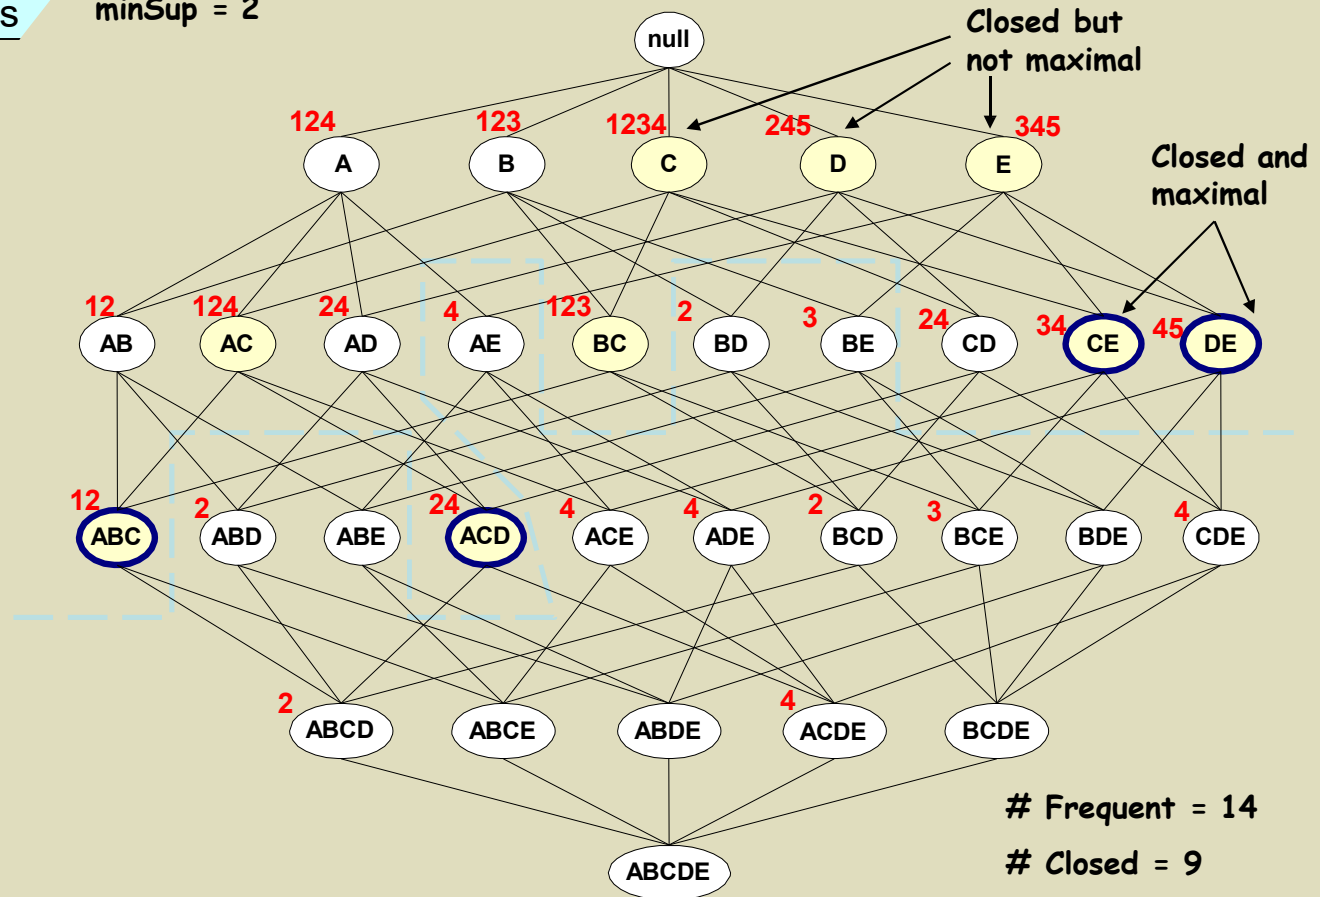 s
minSup = 2
null
Closed but
not maximal
124 123 1234 245 345
A B C D E
Closed and
maximal
12 124 24 4 123 2 3 24 34 45
AB AC AD AE BC BD BE CD CE DE
12 2 24 4 4 2 3 4
ABC ABD ABE ACD ACE ADE BCD BCE BDE CDE
2 4
ABCD ABCE ABDE ACDE BCDE
# Frequent = 14
# Closed = 9
ABCDE